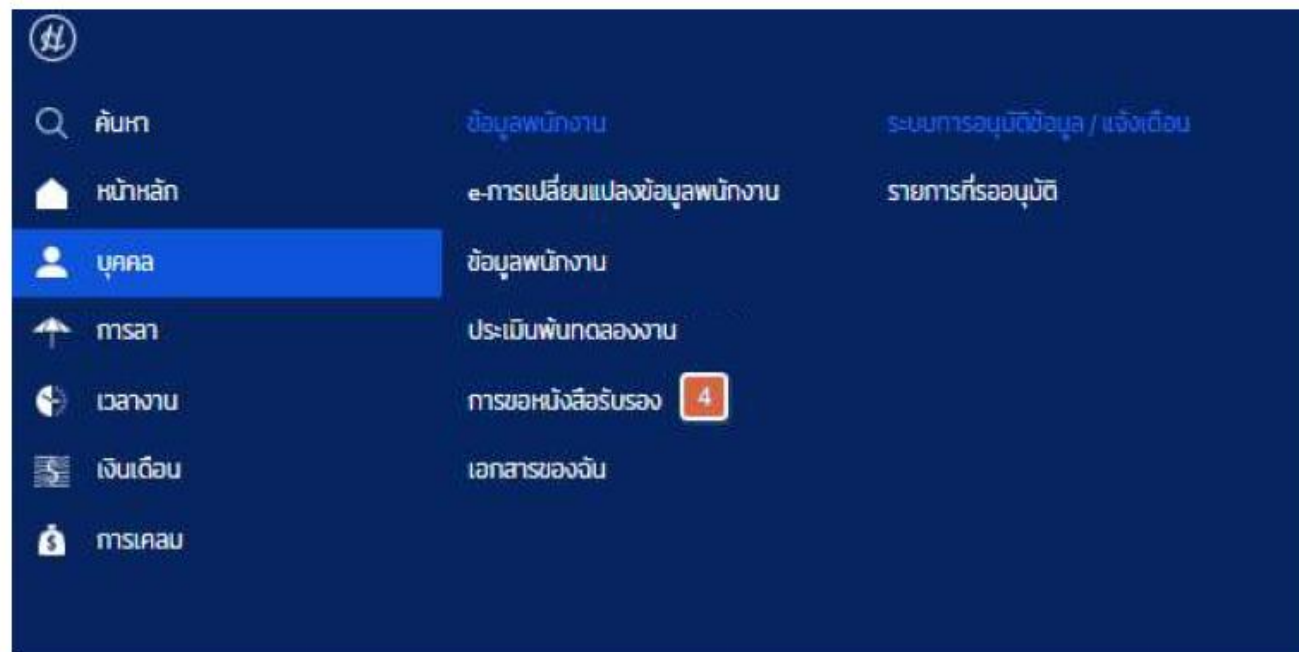 ค้นหา
หน้าหลัก
บุคคล
การลา
เวลางาน
เงินเดือน
การเคลม
ข้อมูลพนักงาน
e-การเปลี่ยนแปลงข้อมูลพนักงาน
ข้อมูลพนักงาน
ประเมินพ้นทดลองงาน
การขอหนังสือรับรอง 4
เอกสารของฉัน
ระบบการอนุมัติข้อมูล / แจ้งเตือน
รายการที่รออนุมัติ